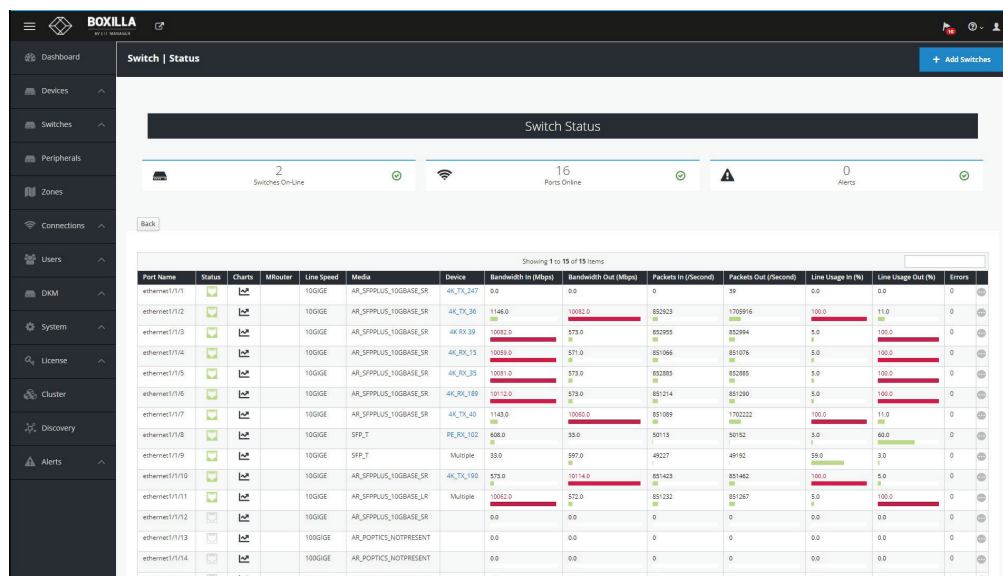 BOXILLA
10
Dashboard
Switch | Status
+ Add Switches
Devices
Switches
Switch Status
Peripherals
2
Switches On-Line
16
Ports Online
0
Alerts
Zones
Connections
Back
Users
Showing 1 to 15 of 15 items
DKM
System
License
Cluster
Discovery
Alerts
Port Name Status Charts MRouter Line Speed Media Device Bandwidth In (Mbps) Bandwidth Out (Mbps) Packets In (/Second) Packets Out (/Second) Line Usage In (%) Line Usage Out (%) Errors
ethernet1/1/1 10GIGE AR_SFPPLUS_10GBASE_SR 4K_TX_247 0.0 0.0 0 39 0.0 0.0 0
ethernet1/1/2 10GIGE AR_SFPPLUS_10GBASE_SR 4K_TX_36 1146.0 10082.0 852923 1705916 100.0 11.0 0
ethernet1/1/3 10GIGE AR_SFPPLUS_10GBASE_SR 4K RX 39 10082.0 573.0 852955 852994 5.0 100.0 0
ethernet1/1/4 10GIGE AR_SFPPLUS_10GBASE_SR 4K_RX_15 10059.0 571.0 851066 851076 5.0 100.0 0
ethernet1/1/5 10GIGE AR_SFPPLUS_10GBASE_SR 4K_RX_35 10081.0 573.0 852885 852885 5.0 100.0 0
ethernet1/1/6 10GIGE AR_SFPPLUS_10GBASE_SR 4K_RX_189 10112.0 573.0 851214 851290 5.0 100.0 0
ethernet1/1/7 10GIGE AR_SFPPLUS_10GBASE_SR 4K_TX_40 1143.0 10060.0 851089 1702222 100.0 11.0 0
ethernet1/1/8 10GIGE SFP_T PE_RX_102 608.0 33.0 50113 50152 3.0 60.0 0
ethernet1/1/9 10GIGE SFP_T Multiple 33.0 597.0 49227 49192 59.0 3.0 0
ethernet1/1/10 10GIGE AR_SFPPLUS_10GBASE_SR 4K_TX_190 573.0 10114.0 851423 851462 100.0 5.0 0
ethernet1/1/11 10GIGE AR_SFPPLUS_10GBASE_LR Multiple 10062.0 572.0 851232 851267 5.0 100.0 0
ethernet1/1/12 10GIGE AR_SFPPLUS_10GBASE_SR 0.0 0.0 0 0 0.0 0.0 0
ethernet1/1/13 100GIGE AR_POPTICS_NOTPRESENT 0.0 0.0 0 0 0.0 0.0 0
ethernet1/1/14 100GIGE AR_POPTICS_NOTPRESENT 0.0 0.0 0 0 0.0 0.0 0